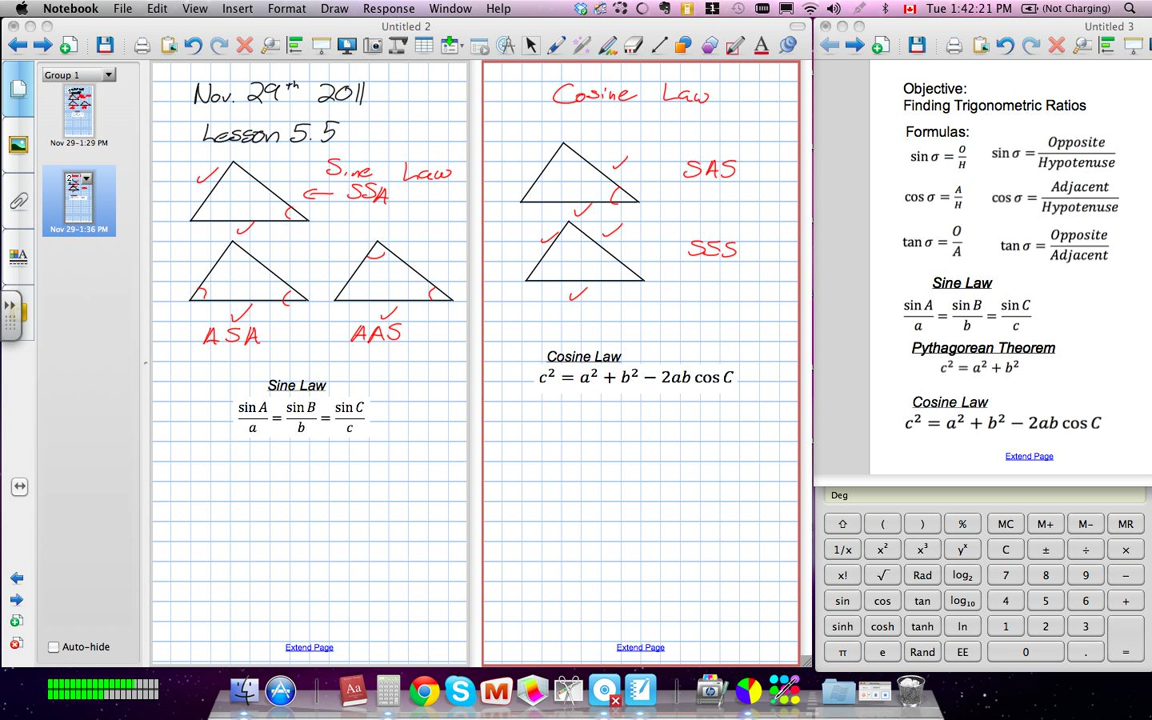 Notebook File Edit View Insert Format Draw Response Window Help
Tue 1:42:21 PM (Not Charging)
Untitled 2
Untitled 3
Group 1
Nov 29-1:29 PM
Nov 29-1:36 PM
Auto-hide
Nov. 29th 2011
Lesson 5.5
Sine Law
← SSA
ASA AAS
Sine Law
sin A/a = sin B/b = sin C/c
Extend Page
Cosine Law
SAS
SSS
Cosine Law
c² = a² + b² − 2ab cos C
Extend Page
Objective:
Finding Trigonometric Ratios
Formulas:
sin σ = O/H sin σ = Opposite/Hypotenuse
cos σ = A/H cos σ = Adjacent/Hypotenuse
tan σ = O/A tan σ = Opposite/Adjacent
Sine Law
sin A/a = sin B/b = sin C/c
Pythagorean Theorem
c² = a² + b²
Cosine Law
c² = a² + b² − 2ab cos C
Extend Page
Deg
⇧ ( ) % MC M+ M− MR
1/x x² x³ yˣ C ± ÷ ×
x! √ Rad log₂ 7 8 9 −
sin cos tan log₁₀ 4 5 6 +
sinh cosh tanh ln 1 2 3
π e Rand EE 0 . =